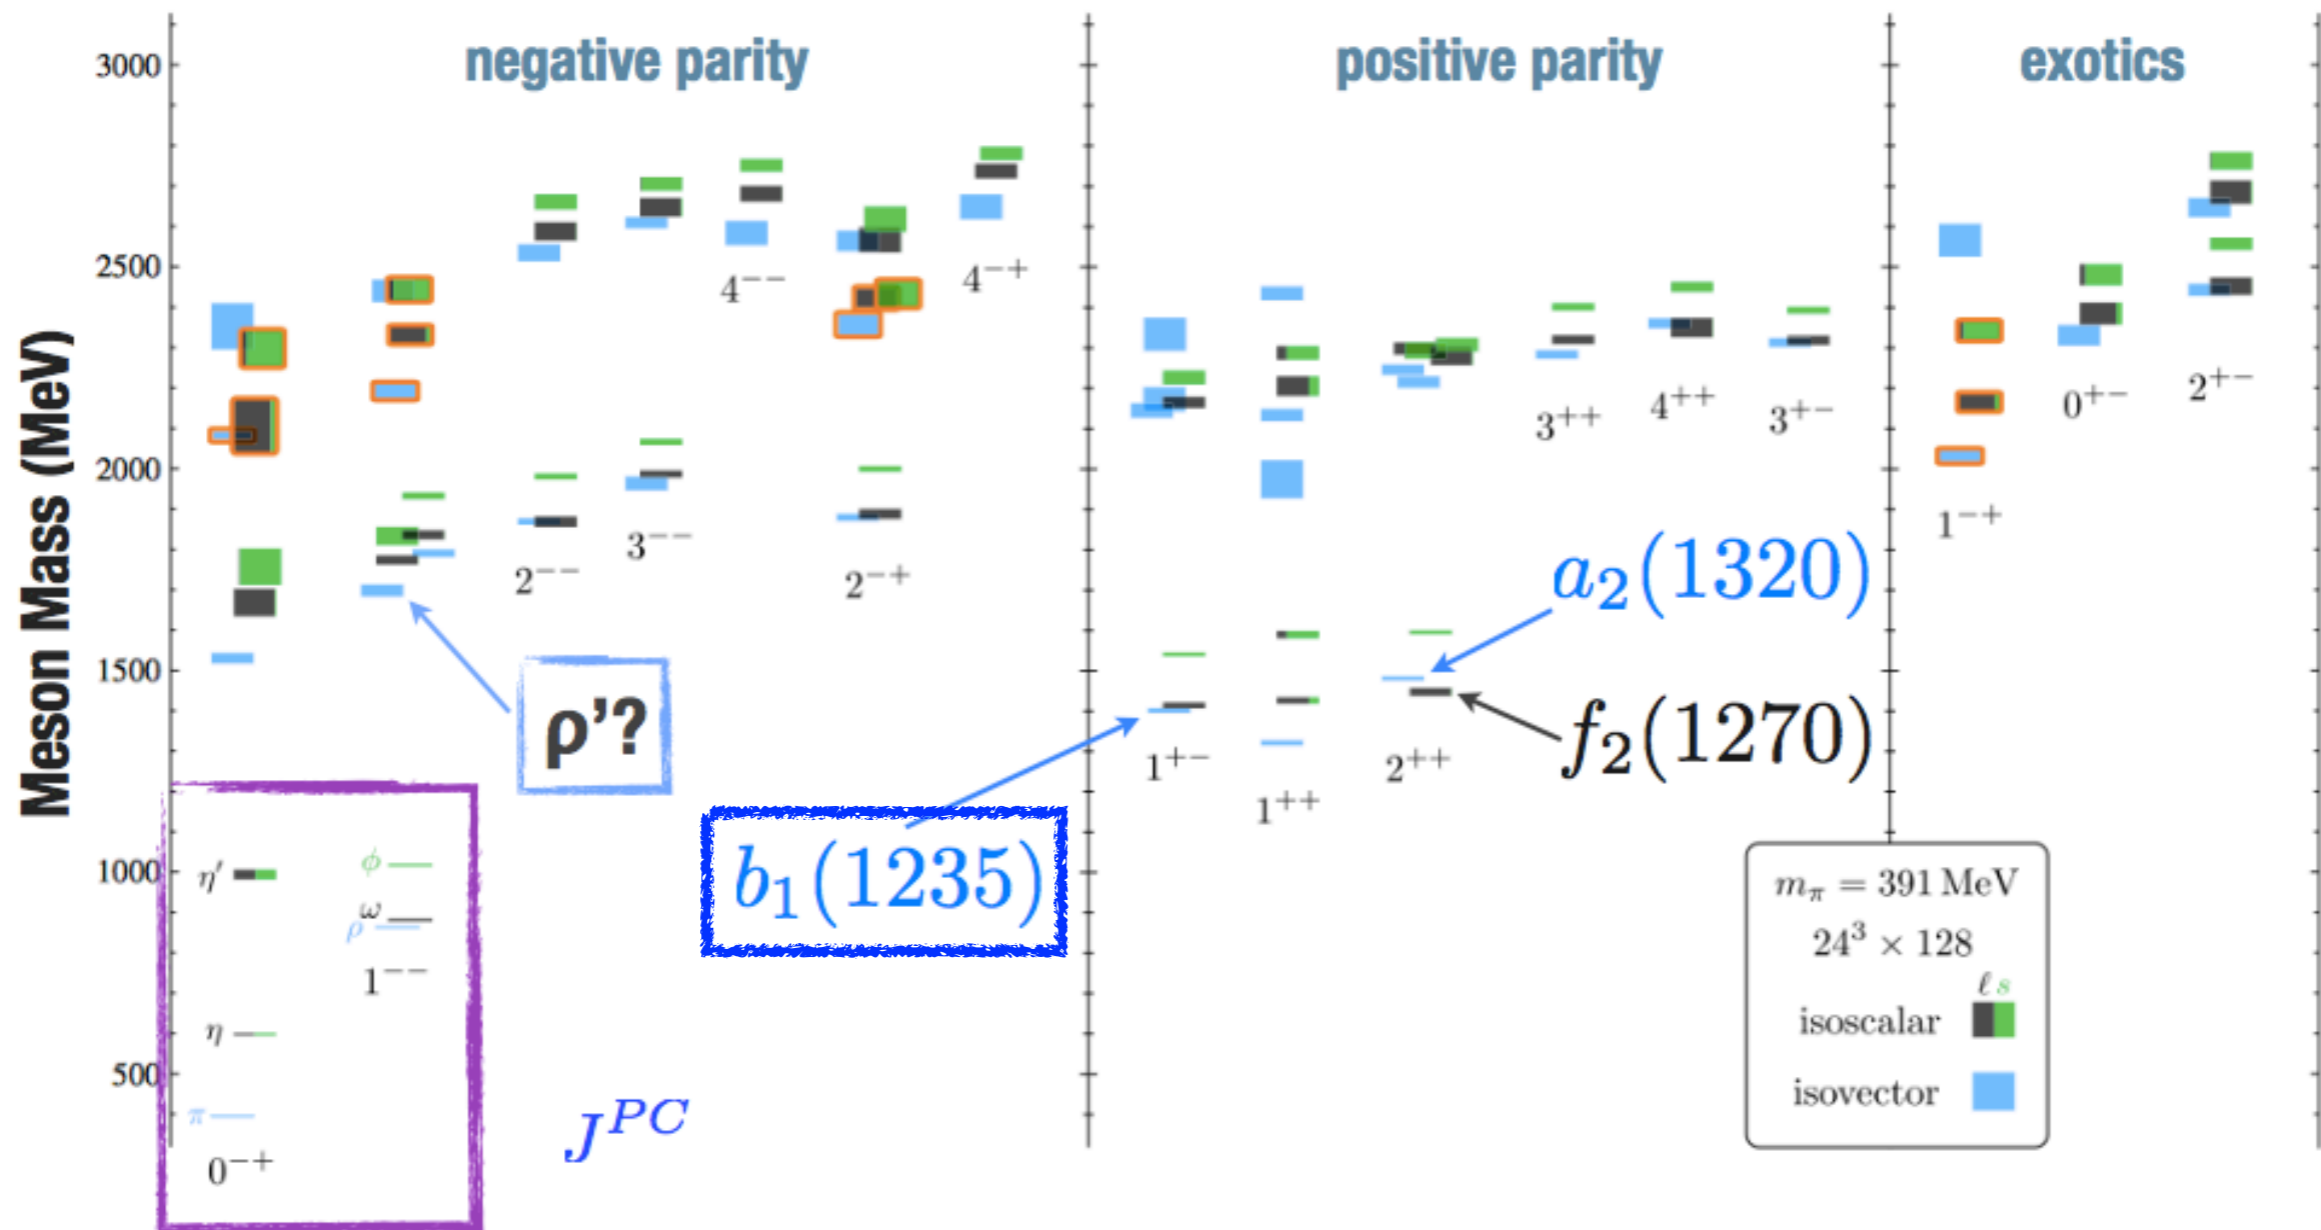 negative parity
positive parity
exotics
Meson Mass (MeV)
3000
2500
2000
1500
1000
500
4⁻⁻
4⁻⁺
2⁻⁻
3⁻⁻
2⁻⁺
3⁺⁺
4⁺⁺
3⁺⁻
0⁺⁻
2⁺⁻
1⁻⁺
a₂(1320)
f₂(1270)
ρ’?
1⁺⁻
1⁺⁺
2⁺⁺
b₁(1235)
η′
ϕ
ω
ρ
1⁻⁻
η
π
0⁻⁺
J^{PC}
m_π = 391 MeV
24³ × 128
ℓ s
isoscalar
isovector